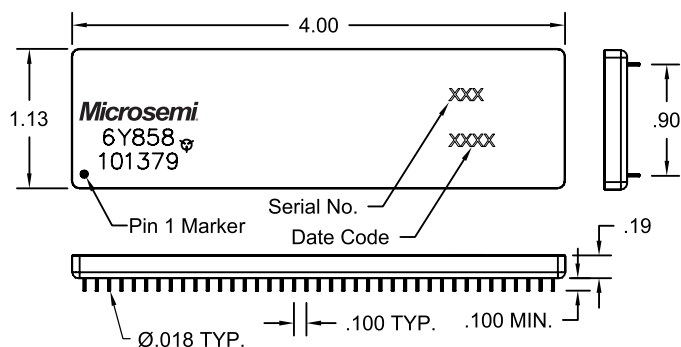 4.00
1.13
Microsemi
6Y858
101379
XXX
XXXX
.90
Pin 1 Marker
Serial No.
Date Code
.19
Ø.018 TYP.
.100 TYP.
.100 MIN.